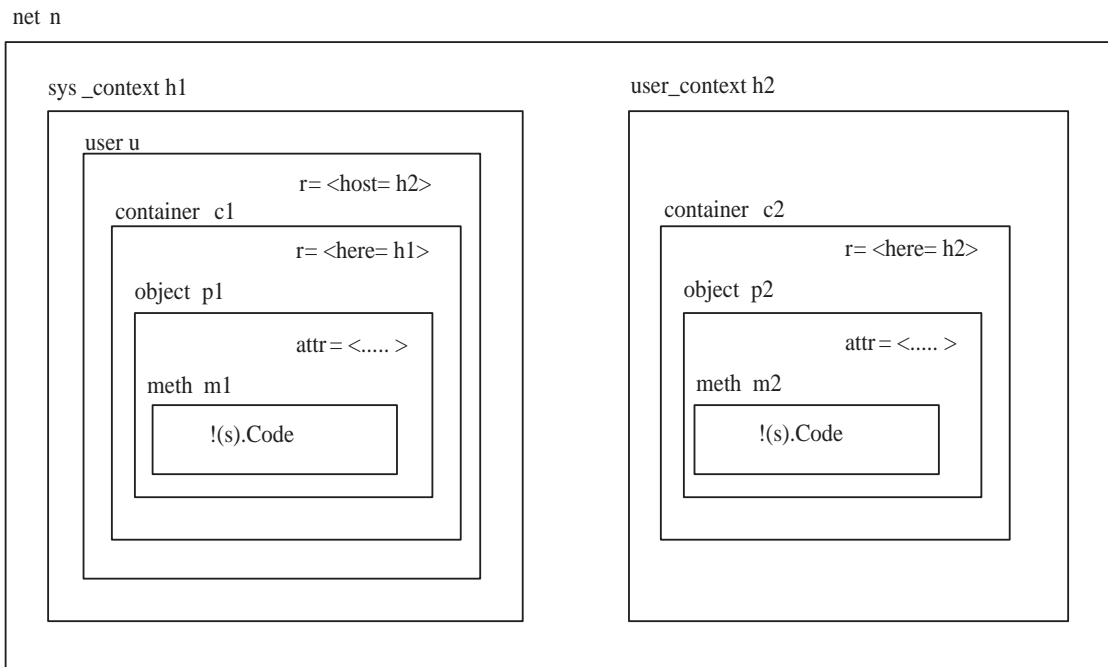 net n
sys _context h1
user u
r= <host= h2>
container c1
r= <here= h1>
object p1
attr = <..... >
meth m1
!(s).Code
user_context h2
container c2
r= <here= h2>
object p2
attr = <..... >
meth m2
!(s).Code